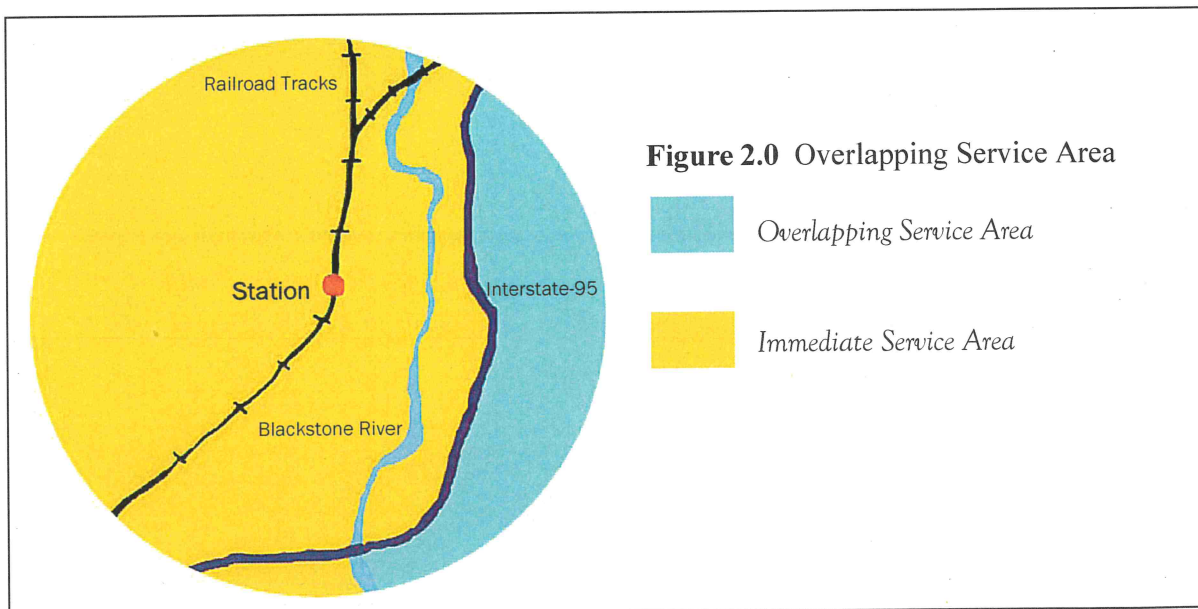 Railroad Tracks
Station
Interstate-95
Blackstone River
Figure 2.0 Overlapping Service Area
Overlapping Service Area
Immediate Service Area